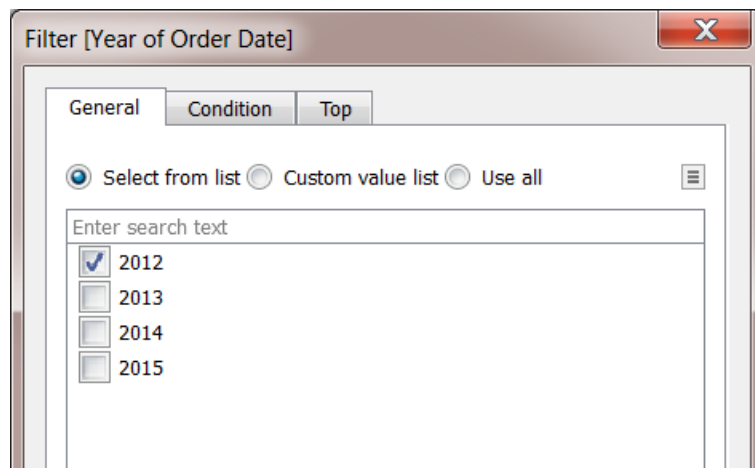 Filter [Year of Order Date]
General Condition Top
Select from list Custom value list Use all
Enter search text
2012
2013
2014
2015